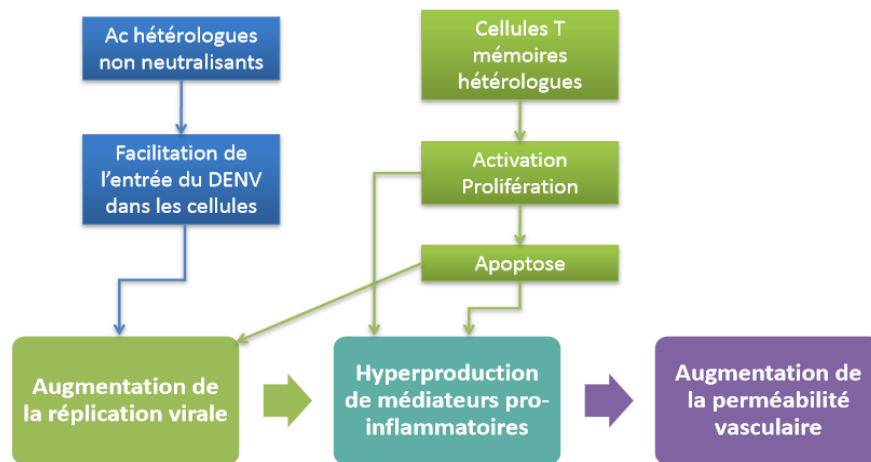 Ac hétérologues
non neutralisants
Cellules T
mémoires
hétérologues
Facilitation de
l'entrée du DENV
dans les cellules
Activation
Prolifération
Apoptose
Augmentation de
la réplication virale
Hyperproduction
de médiateurs pro-
inflammatoires
Augmentation de
la perméabilité
vasculaire